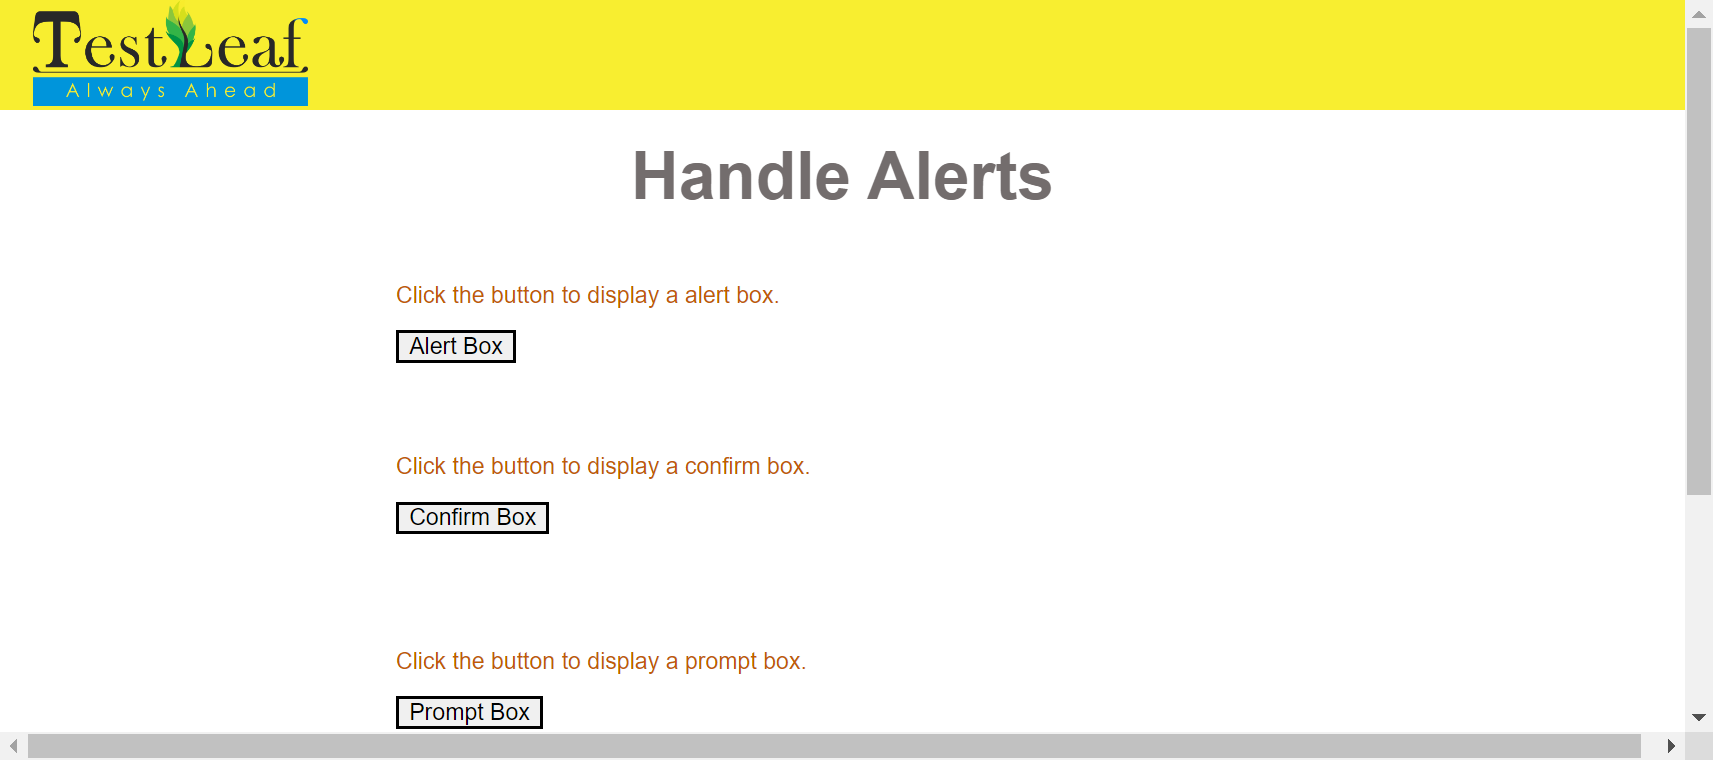 TestLeaf
Always Ahead
Handle Alerts
Click the button to display a alert box.
Alert Box
Click the button to display a confirm box.
Confirm Box
Click the button to display a prompt box.
Prompt Box